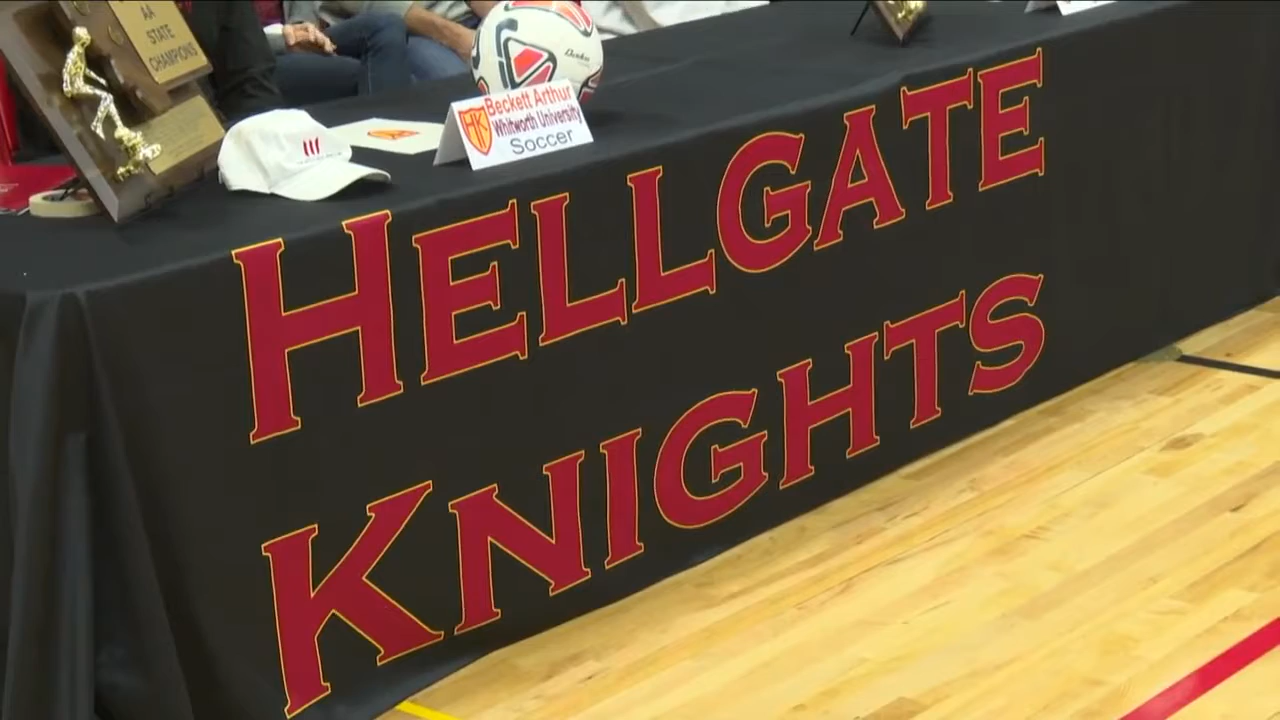 AA
STATE
CHAMPIONS
Beckett Arthur
HK
Whitworth University
Soccer
HELLGATE
KNIGHTS